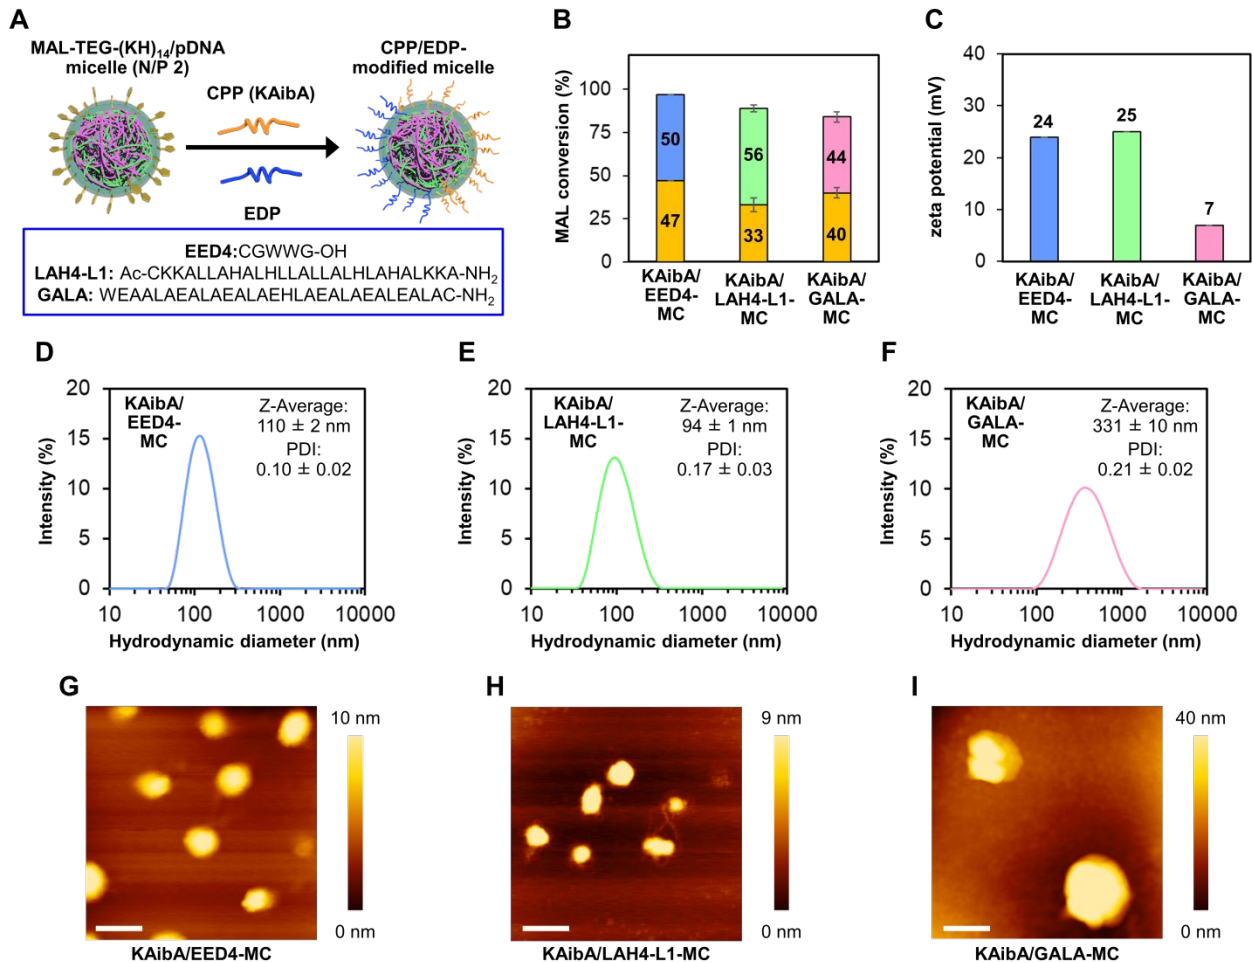 A
MAL-TEG-(KH)14/pDNA
micelle (N/P 2)
CPP (KAibA)
EDP
CPP/EDP-
modified micelle
EED4:CGWWG-OH
LAH4-L1: Ac-CKKALLAHALHLLALLALHLAHALKKA-NH2
GALA: WEAALAEALAEALAEHLAEALAEALEALAC-NH2
B
MAL conversion (%)
100
75
50
25
0
50
47
56
33
44
40
KAibA/
EED4-
MC
KAibA/
LAH4-L1-
MC
KAibA/
GALA-
MC
C
zeta potential (mV)
40
30
20
10
0
24
25
7
KAibA/
EED4-
MC
KAibA/
LAH4-L1-
MC
KAibA/
GALA-
MC
D
Intensity (%)
20
15
10
5
0
KAibA/
EED4-
MC
Z-Average:
110 ± 2 nm
PDI:
0.10 ± 0.02
10 100 1000 10000
Hydrodynamic diameter (nm)
E
Intensity (%)
20
15
10
5
0
KAibA/
LAH4-L1-
MC
Z-Average:
94 ± 1 nm
PDI:
0.17 ± 0.03
10 100 1000 10000
Hydrodynamic diameter (nm)
F
Intensity (%)
20
15
10
5
0
KAibA/
GALA-
MC
Z-Average:
331 ± 10 nm
PDI:
0.21 ± 0.02
10 100 1000 10000
Hydrodynamic diameter (nm)
G
10 nm
0 nm
KAibA/EED4-MC
H
9 nm
0 nm
KAibA/LAH4-L1-MC
I
40 nm
0 nm
KAibA/GALA-MC